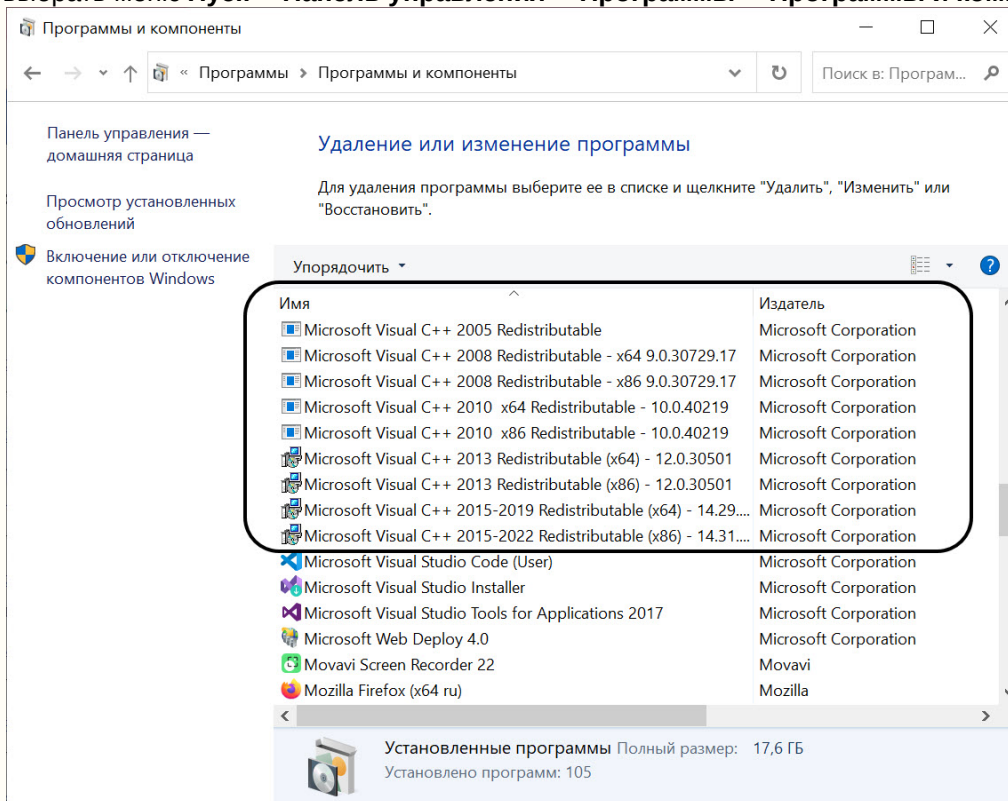 выбрать меню Пуск – Панель управления – Программы – Программы и
Программы и компоненты
« Программы > Программы и компоненты
Поиск в: Програм...
Панель управления —
домашняя страница
Просмотр установленных
обновлений
Включение или отключение
компонентов Windows
Удаление или изменение программы
Для удаления программы выберите ее в списке и щелкните "Удалить", "Изменить" или
"Восстановить".
Упорядочить
Имя Издатель
Microsoft Visual C++ 2005 Redistributable Microsoft Corporation
Microsoft Visual C++ 2008 Redistributable - x64 9.0.30729.17 Microsoft Corporation
Microsoft Visual C++ 2008 Redistributable - x86 9.0.30729.17 Microsoft Corporation
Microsoft Visual C++ 2010 x64 Redistributable - 10.0.40219 Microsoft Corporation
Microsoft Visual C++ 2010 x86 Redistributable - 10.0.40219 Microsoft Corporation
Microsoft Visual C++ 2013 Redistributable (x64) - 12.0.30501 Microsoft Corporation
Microsoft Visual C++ 2013 Redistributable (x86) - 12.0.30501 Microsoft Corporation
Microsoft Visual C++ 2015-2019 Redistributable (x64) - 14.29.... Microsoft Corporation
Microsoft Visual C++ 2015-2022 Redistributable (x86) - 14.31.... Microsoft Corporation
Microsoft Visual Studio Code (User) Microsoft Corporation
Microsoft Visual Studio Installer Microsoft Corporation
Microsoft Visual Studio Tools for Applications 2017 Microsoft Corporation
Microsoft Web Deploy 4.0 Microsoft Corporation
Movavi Screen Recorder 22 Movavi
Mozilla Firefox (x64 ru) Mozilla
Установленные программы Полный размер: 17,6 ГБ
Установлено программ: 105